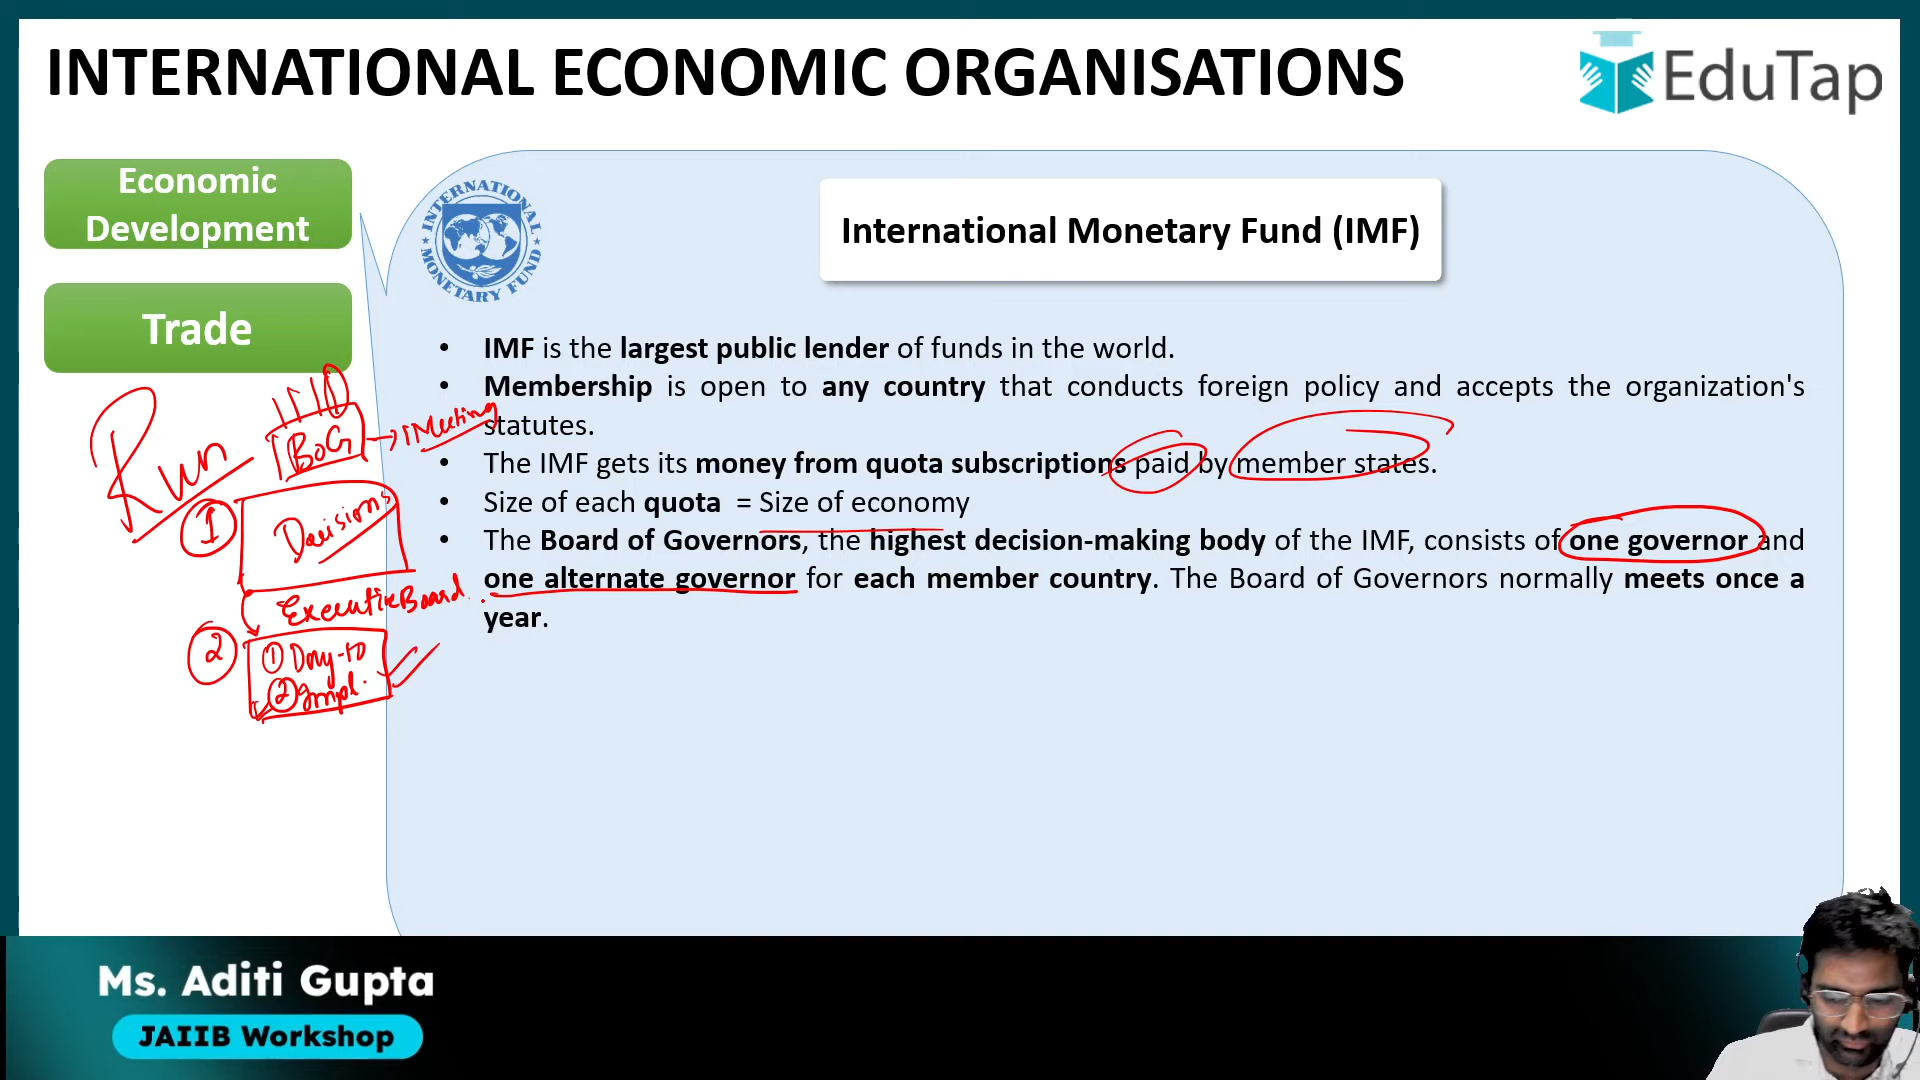 INTERNATIONAL ECONOMIC ORGANISATIONS
EduTap
Economic
Development
Trade
INTERNATIONAL MONETARY FUND
International Monetary Fund (IMF)
• IMF is the largest public lender of funds in the world.
• Membership is open to any country that conducts foreign policy and accepts the organization's
statutes.
• The IMF gets its money from quota subscriptions paid by member states.
• Size of each quota = Size of economy
• The Board of Governors, the highest decision-making body of the IMF, consists of one governor and
one alternate governor for each member country. The Board of Governors normally meets once a
year.
Run
BoG → 1 Meeting
1 Decisions
Executive Board
2
1 Day-to
2 Impl.
Ms. Aditi Gupta
JAIIB Workshop